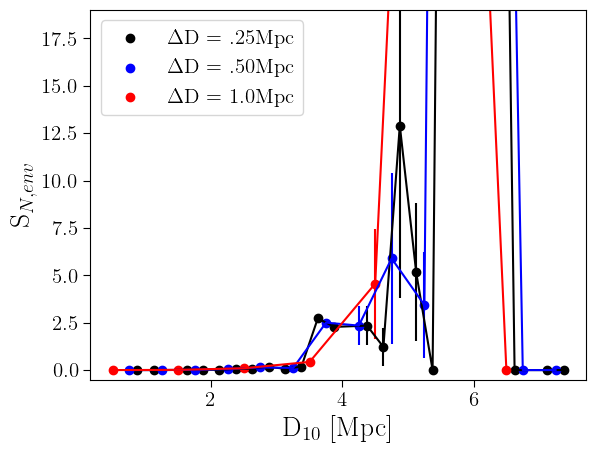 ΔD = .25Mpc
ΔD = .50Mpc
ΔD = 1.0Mpc
17.5
15.0
12.5
10.0
7.5
5.0
2.5
0.0
S_{N,env}
2 4 6
D_{10} [Mpc]